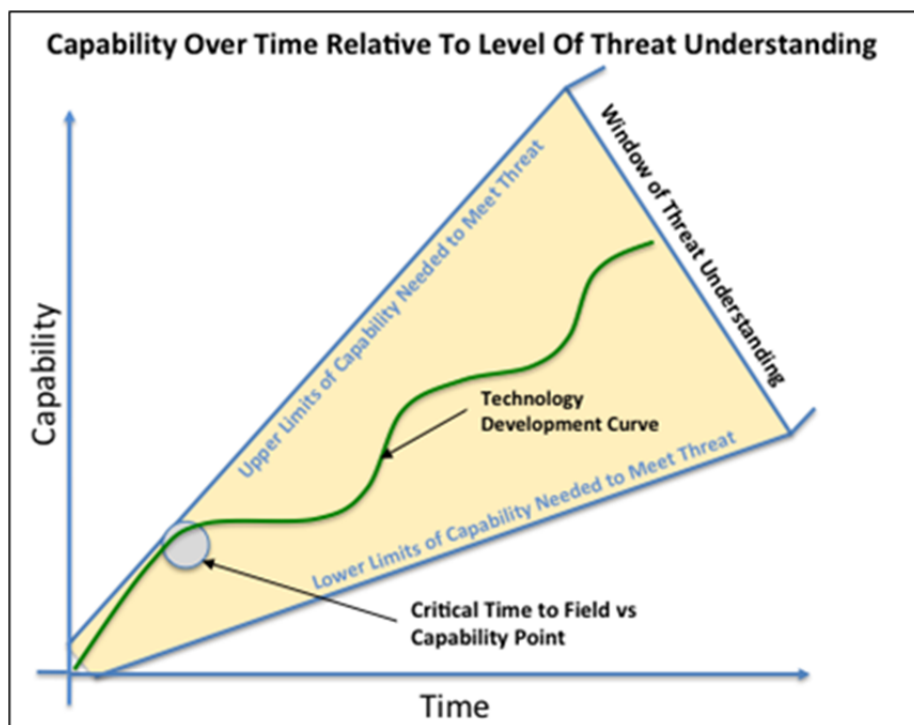 Capability Over Time Relative To Level Of Threat Understanding
Window of Threat Understanding
Upper Limits of Capability Needed to Meet Threat
Capability
Technology
Development Curve
Lower Limits of Capability Needed to Meet Threat
Critical Time to Field vs
Capability Point
Time